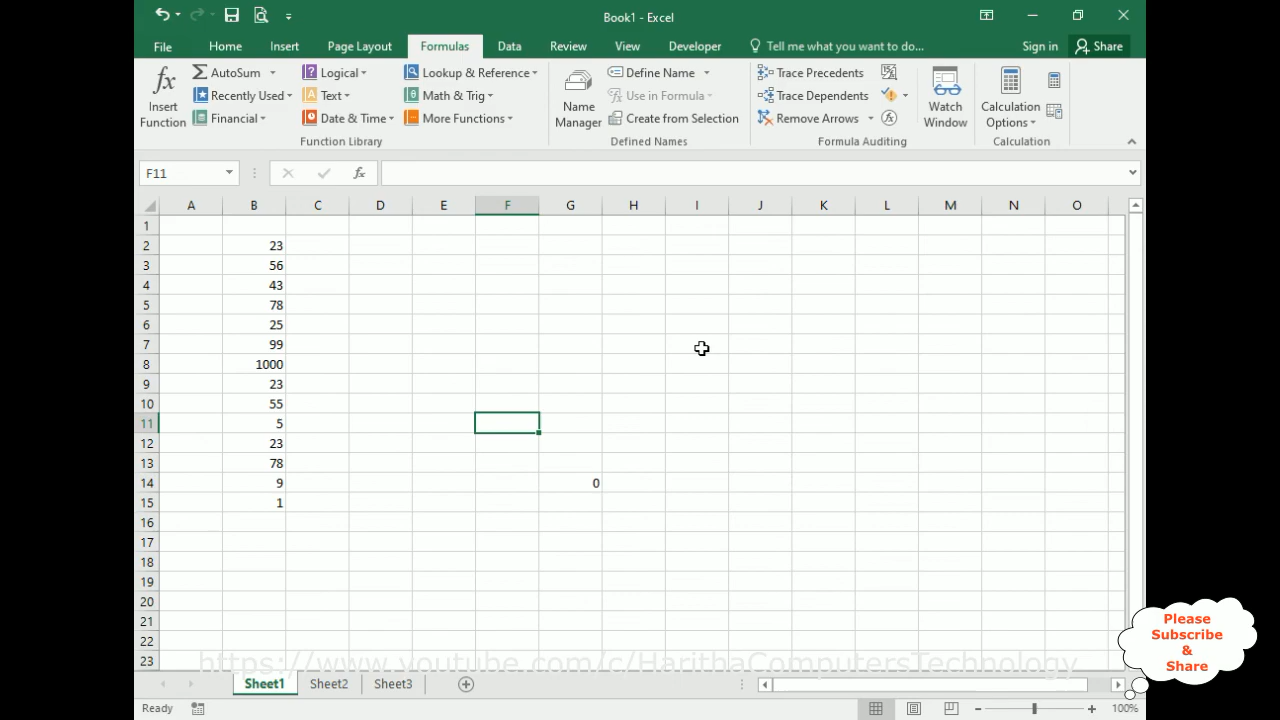 Book1 - Excel
File Home Insert Page Layout Formulas Data Review View Developer Tell me what you want to do... Sign in Share
Insert Function
AutoSum
Recently Used
Financial
Logical
Text
Date & Time
Lookup & Reference
Math & Trig
More Functions
Function Library
Name Manager
Define Name
Use in Formula
Create from Selection
Defined Names
Trace Precedents
Trace Dependents
Remove Arrows
Formula Auditing
Watch Window
Calculation Options
Calculation
F11 fx
A B C D E F G H I J K L M N O
1
2 23
3 56
4 43
5 78
6 25
7 99
8 1000
9 23
10 55
11 5
12 23
13 78
14 9 0
15 1
16
17
18
19
20
21
22
23
https://www.youtube.com/c/HarithaComputersTechnology
Please
Subscribe
&
Share
Sheet1 Sheet2 Sheet3
Ready 100%